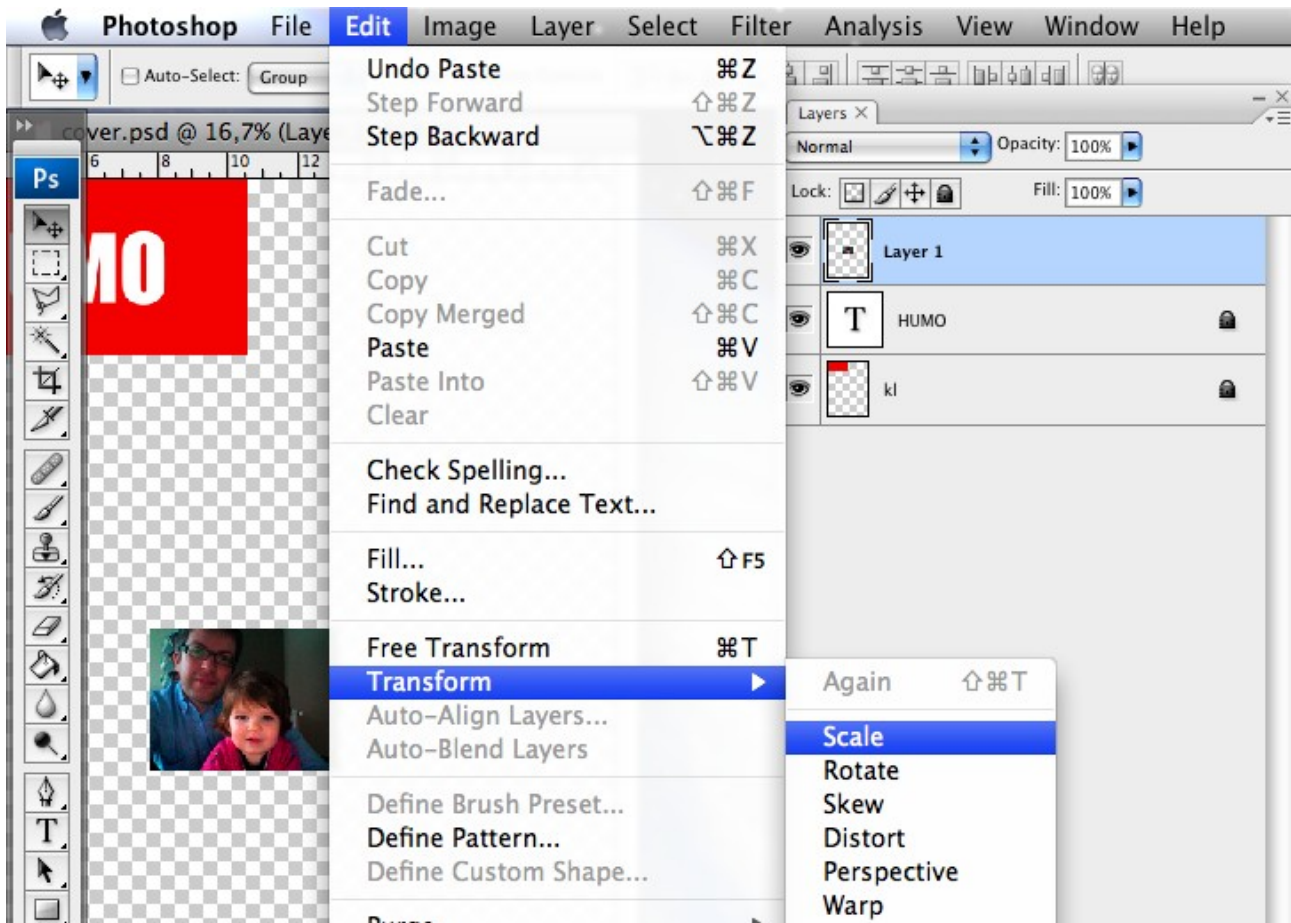 Photoshop File Edit Image Layer Select Filter Analysis View Window Help
Auto-Select: Group
cover.psd @ 16,7% (Laye
6 8 10 12
Ps
MO
Undo Paste ⌘Z
Step Forward ⇧⌘Z
Step Backward ⌥⌘Z
Fade... ⇧⌘F
Cut ⌘X
Copy ⌘C
Copy Merged ⇧⌘C
Paste ⌘V
Paste Into ⇧⌘V
Clear
Check Spelling...
Find and Replace Text...
Fill... ⇧F5
Stroke...
Free Transform ⌘T
Transform
Auto-Align Layers...
Auto-Blend Layers
Define Brush Preset...
Define Pattern...
Define Custom Shape...
Again ⇧⌘T
Scale
Rotate
Skew
Distort
Perspective
Warp
Layers
Normal Opacity: 100%
Lock: Fill: 100%
Layer 1
T HUMO
kl
T